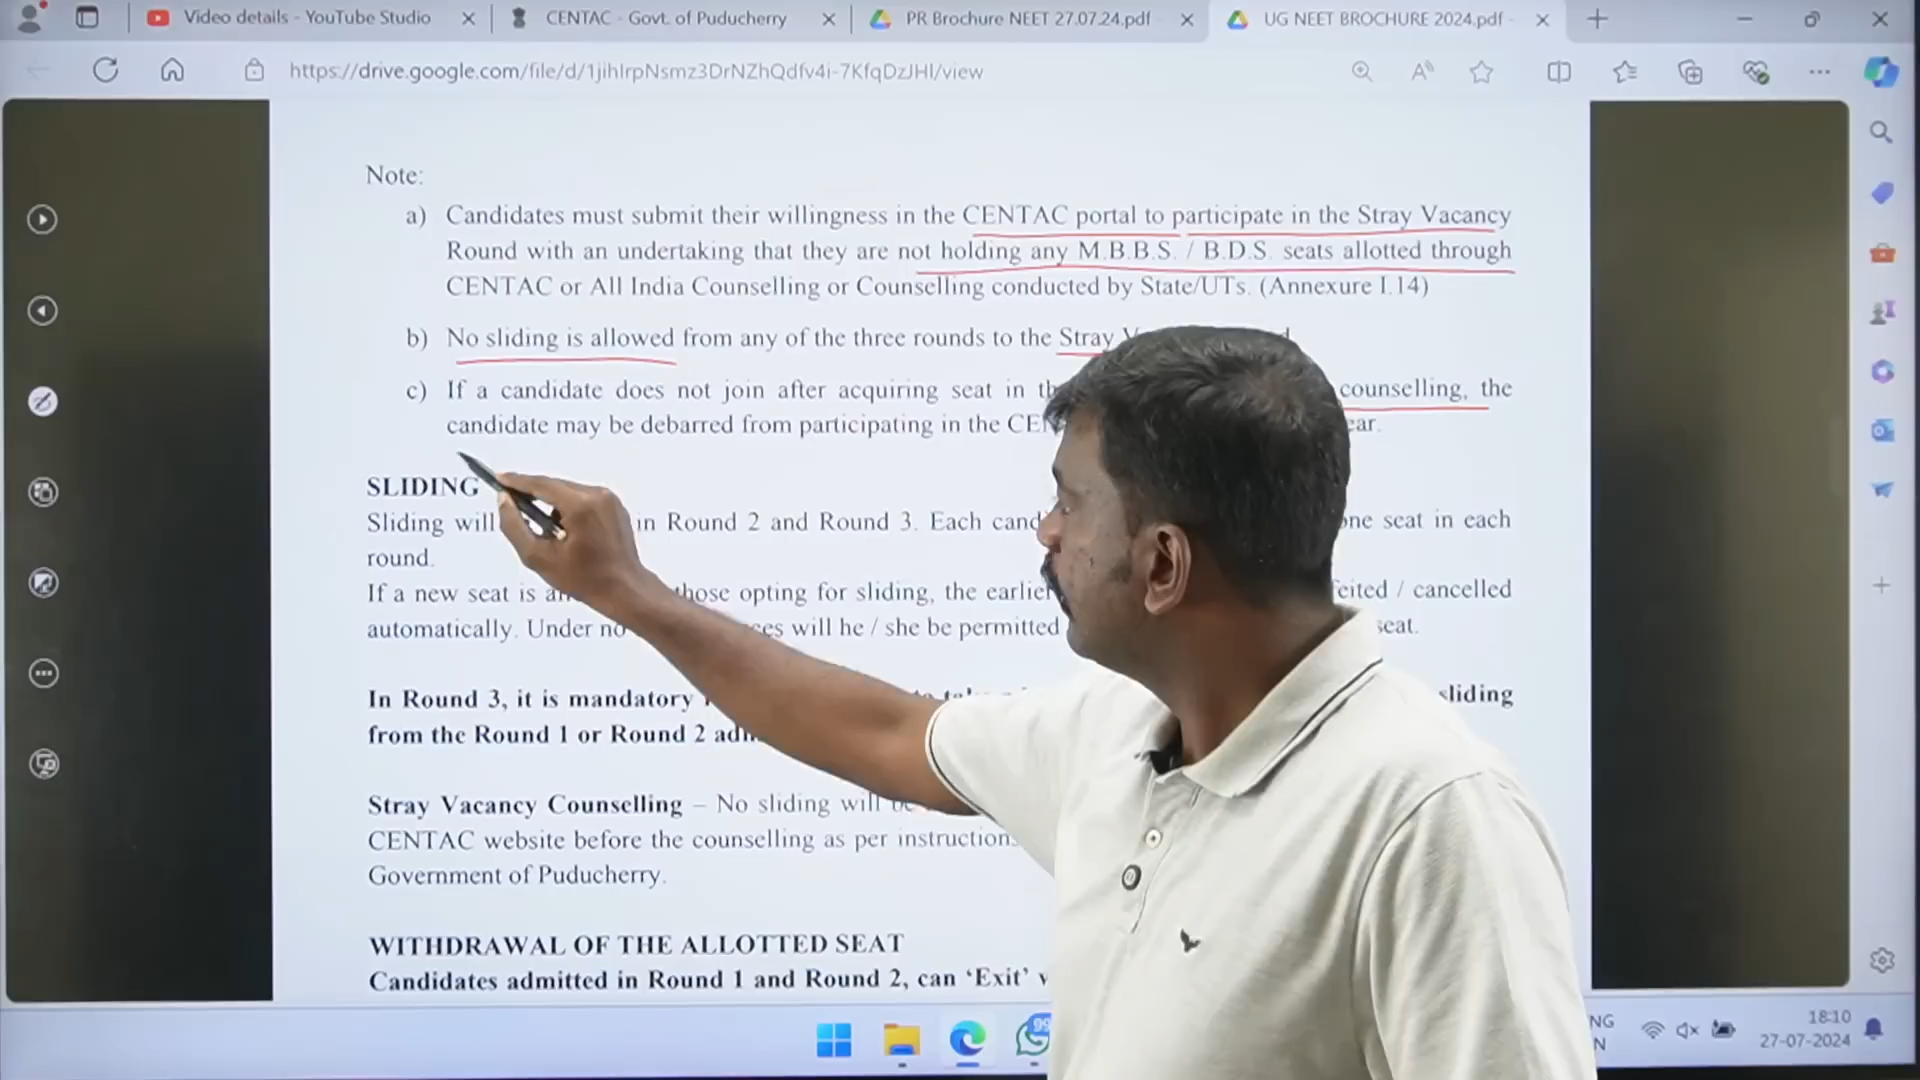 Video details - YouTube Studio
CENTAC - Govt. of Puducherry
PR Brochure NEET 27.07.24.pdf
UG NEET BROCHURE 2024.pdf -
https://drive.google.com/file/d/1jihlrpNsmz3DrNZhQdfv4i-7KfqDzJHl/view
Note:
a) Candidates must submit their willingness in the CENTAC portal to participate in the Stray Vacancy
Round with an undertaking that they are not holding any M.B.B.S. / B.D.S. seats allotted through
CENTAC or All India Counselling or Counselling conducted by State/UTs. (Annexure I.14)
b) No sliding is allowed from any of the three rounds to the Stray
c) If a candidate does not join after acquiring seat in counselling, the
candidate may be debarred from participating in the
SLIDING
Sliding will in Round 2 and Round 3. Each one seat in each
round.
If a new seat is those opting for sliding, the / cancelled
automatically. Under will he / she be permitted seat.
In Round 3, it is mandatory sliding
from the Round 1 or Round 2
Stray Vacancy Counselling – No sliding will
CENTAC website before the counselling as per
Government of Puducherry.
WITHDRAWAL OF THE ALLOTTED SEAT
Candidates admitted in Round 1 and Round 2, can ‘Exit’
99
18:10
27-07-2024